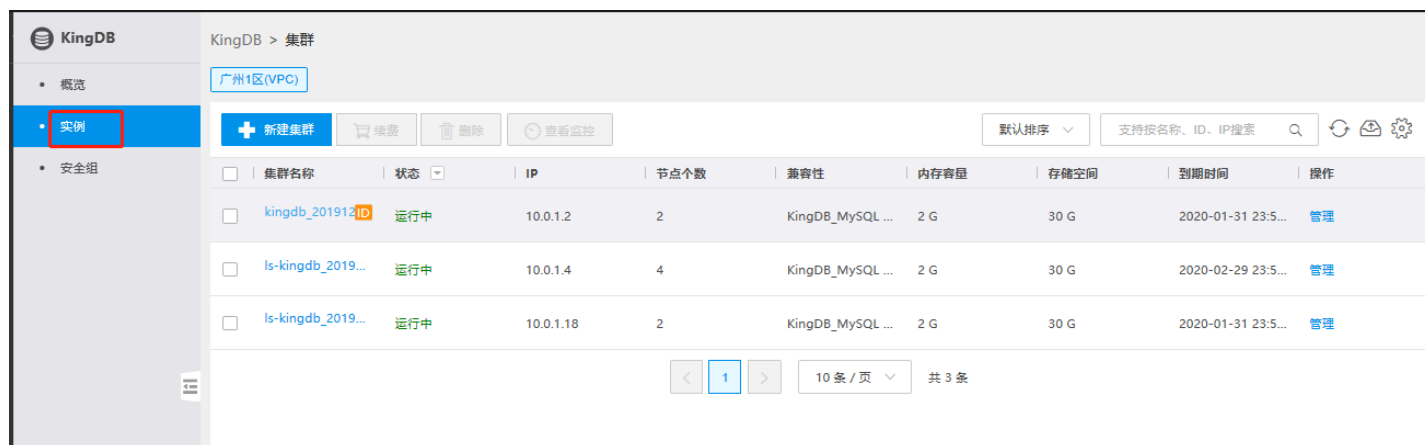 KingDB
KingDB > 集群
概览
广州1区(VPC)
实例
新建集群 续费 删除 查看监控 默认排序 支持按名称、ID、IP搜索
安全组
集群名称 状态 IP 节点个数 兼容性 内存容量 存储空间 到期时间 操作
kingdb_201912 ID 运行中 10.0.1.2 2 KingDB_MySQL ... 2 G 30 G 2020-01-31 23:5... 管理
ls-kingdb_2019... 运行中 10.0.1.4 4 KingDB_MySQL ... 2 G 30 G 2020-02-29 23:5... 管理
ls-kingdb_2019... 运行中 10.0.1.18 2 KingDB_MySQL ... 2 G 30 G 2020-01-31 23:5... 管理
< 1 > 10 条 / 页 共 3 条